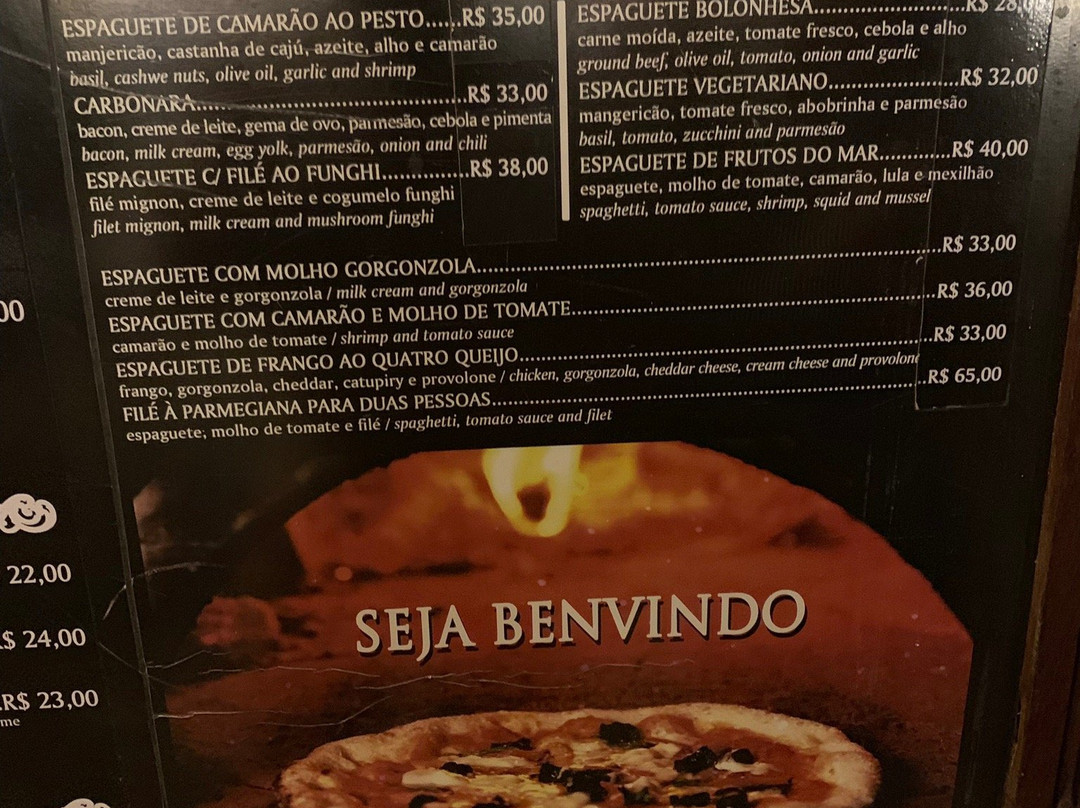 ESPAGUETE DE CAMARÃO AO PESTO......R$ 35,00
manjericão, castanha de cajú, azeite, alho e camarão
basil, cashwe nuts, olive oil, garlic and shrimp
CARBONARA..........................................R$ 33,00
bacon, creme de leite, gema de ovo, parmesão, cebola e pimenta
bacon, milk cream, egg yolk, parmesão, onion and chili
ESPAGUETE C/ FILÉ AO FUNGHI..............R$ 38,00
filé mignon, creme de leite e cogumelo funghi
filet mignon, milk cream and mushroom funghi
ESPAGUETE BOLONHESA..........................R$ 28,00
carne moída, azeite, tomate fresco, cebola e alho
ground beef, olive oil, tomato, onion and garlic
ESPAGUETE VEGETARIANO......................R$ 32,00
mangericão, tomate fresco, abobrinha e parmesão
basil, tomato, zucchini and parmesão
ESPAGUETE DE FRUTOS DO MAR............R$ 40,00
espaguete, molho de tomate, camarão, lula e mexilhão
spaghetti, tomato sauce, shrimp, squid and mussel
ESPAGUETE COM MOLHO GORGONZOLA..........................................................................R$ 33,00
creme de leite e gorgonzola / milk cream and gorgonzola
ESPAGUETE COM CAMARÃO E MOLHO DE TOMATE..........................................................R$ 36,00
camarão e molho de tomate / shrimp and tomato sauce
ESPAGUETE DE FRANGO AO QUATRO QUEIJO..................................................................R$ 33,00
frango, gorgonzola, cheddar, catupiry e provolone / chicken, gorgonzola, cheddar cheese, cream cheese and provolone
FILÉ À PARMEGIANA PARA DUAS PESSOAS......................................................................R$ 65,00
espaguete; molho de tomate e filé / spaghetti, tomato sauce and filet
00
22,00
$ 24,00
R$ 23,00
me
SEJA BENVINDO